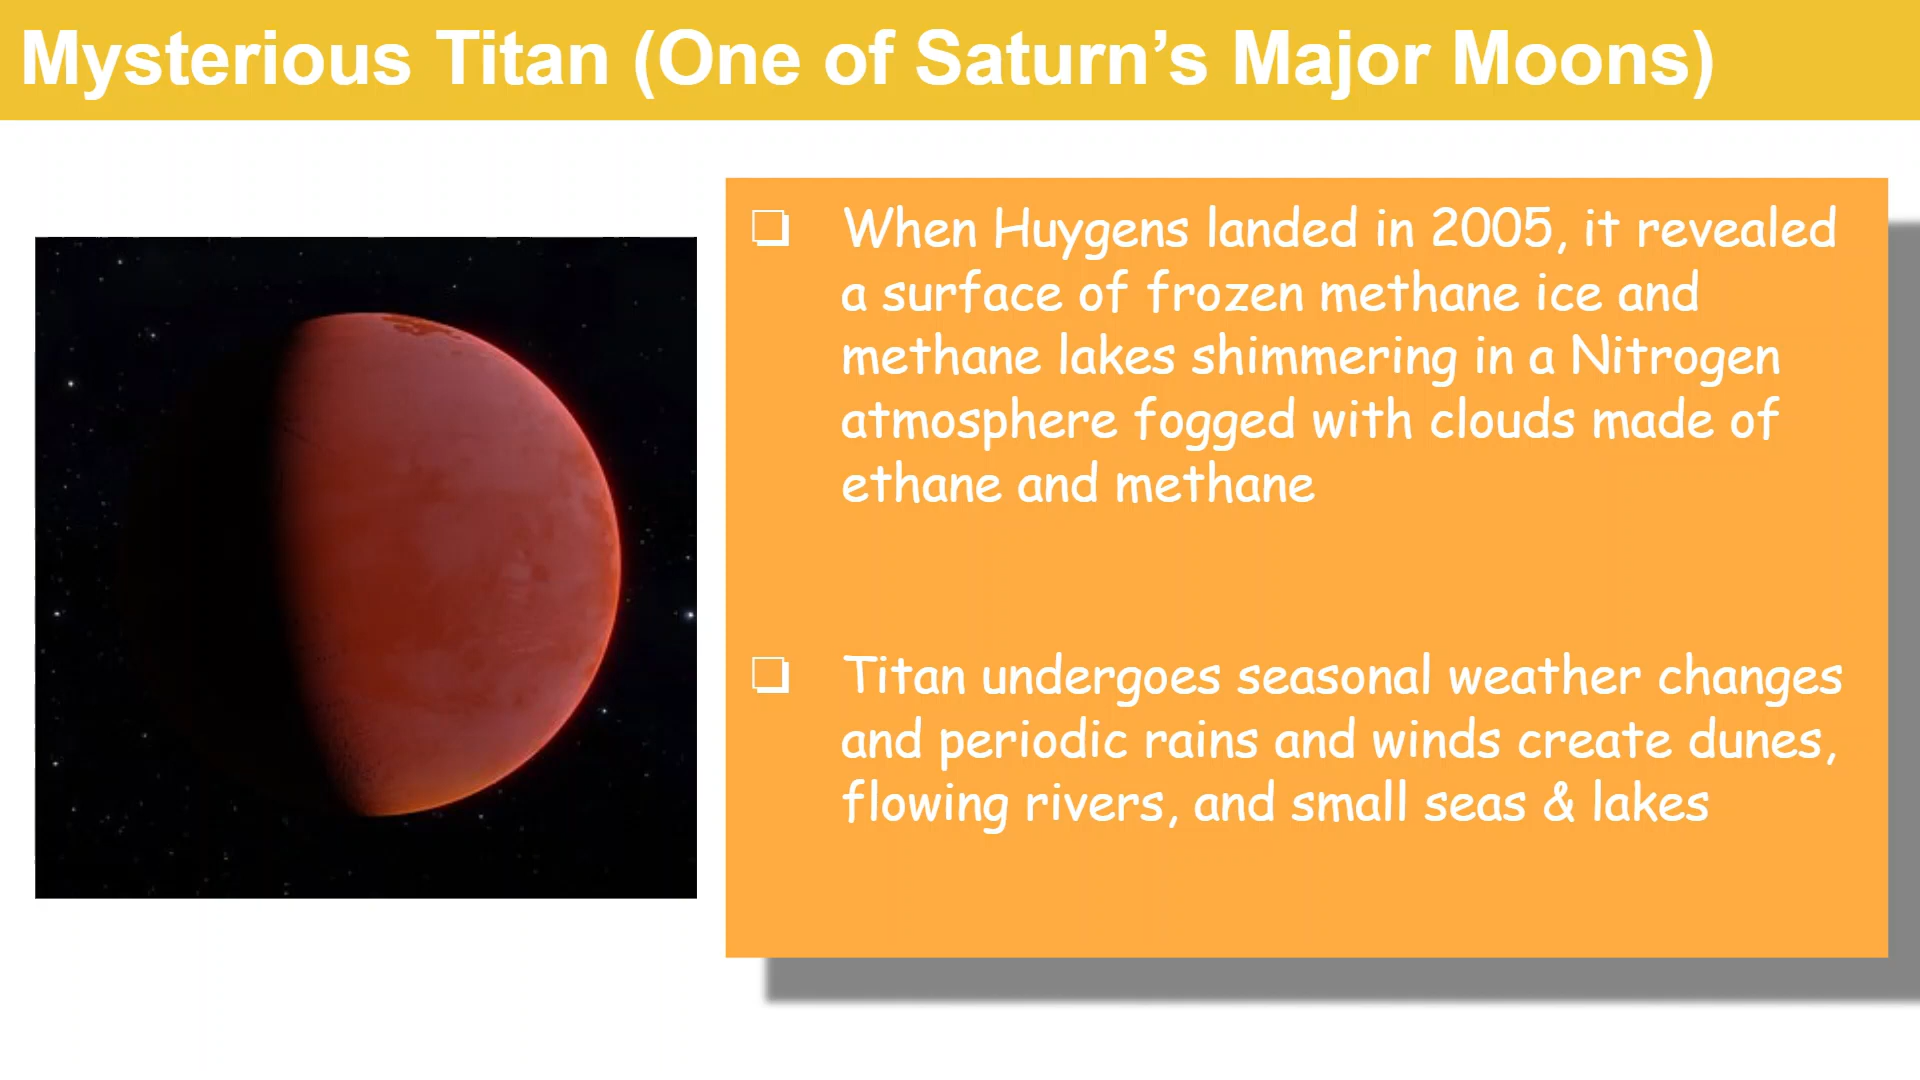 Mysterious Titan (One of Saturn’s Major Moons)
When Huygens landed in 2005, it revealed
a surface of frozen methane ice and
methane lakes shimmering in a Nitrogen
atmosphere fogged with clouds made of
ethane and methane
Titan undergoes seasonal weather changes
and periodic rains and winds create dunes,
flowing rivers, and small seas & lakes